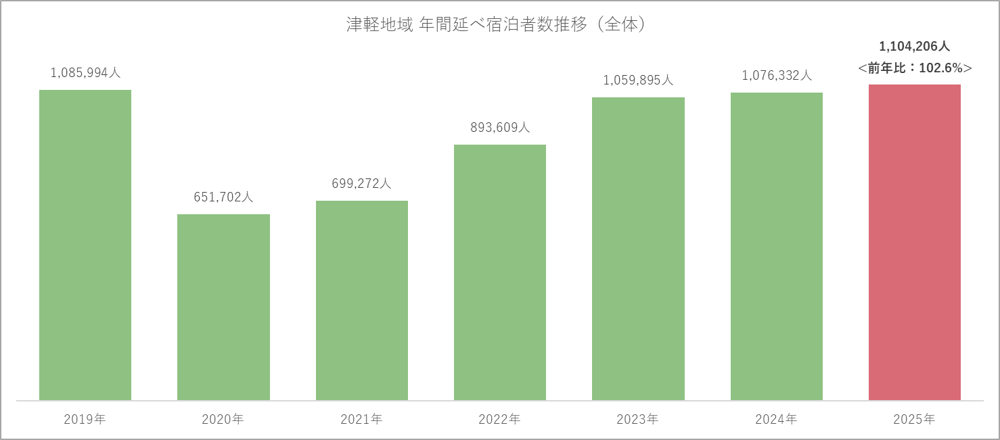 津軽地域 年間延べ宿泊者数推移（全体）
1,085,994人
651,702人
699,272人
893,609人
1,059,895人
1,076,332人
1,104,206人
<前年比：102.6%>
2019年
2020年
2021年
2022年
2023年
2024年
2025年